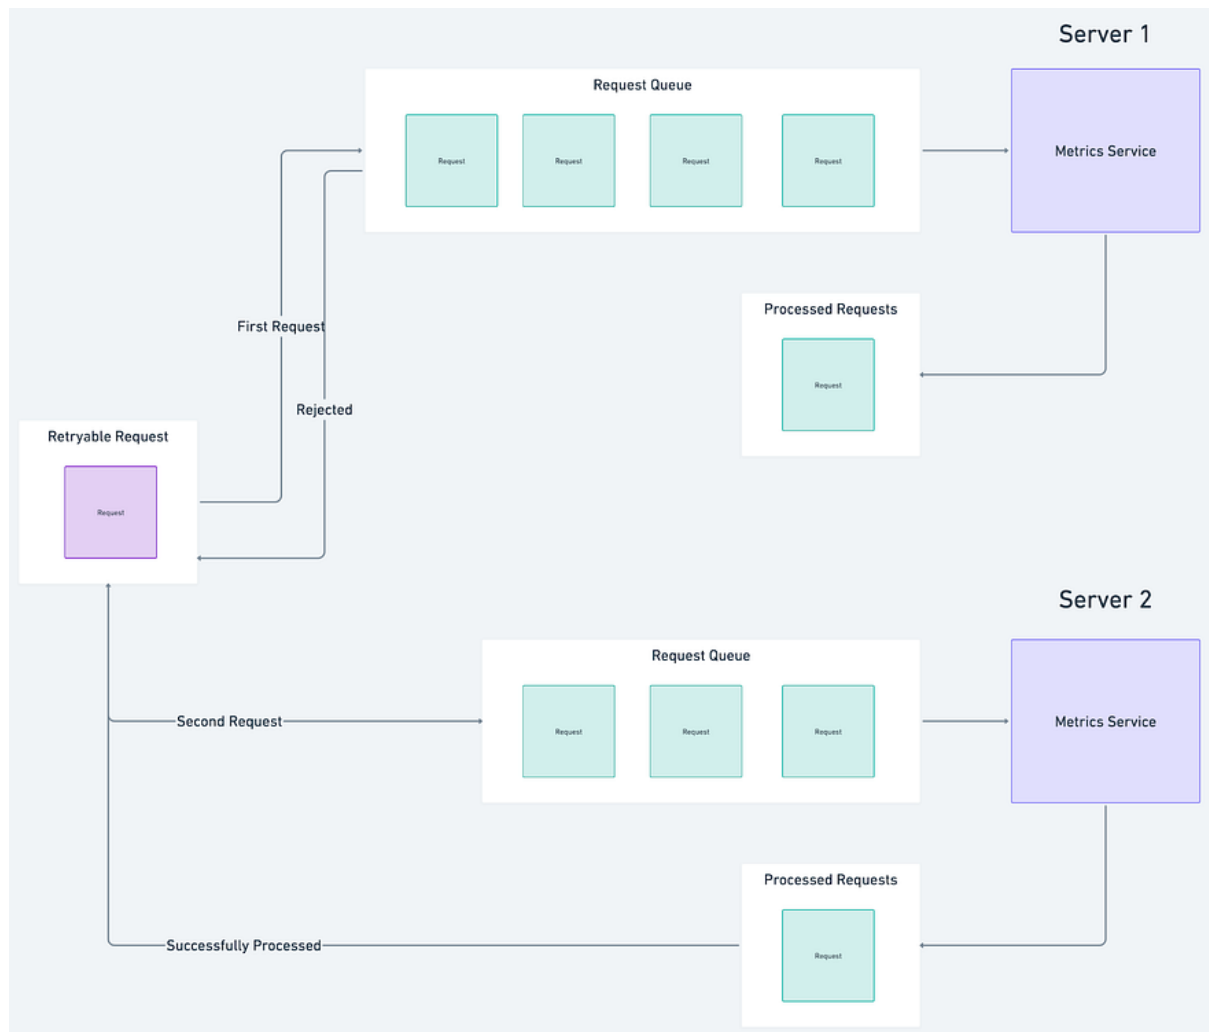 Server 1
Request Queue
Request
Request
Request
Request
Metrics Service
Processed Requests
Request
First Request
Rejected
Retryable Request
Request
Server 2
Request Queue
Request
Request
Request
Metrics Service
Second Request
Processed Requests
Request
Successfully Processed